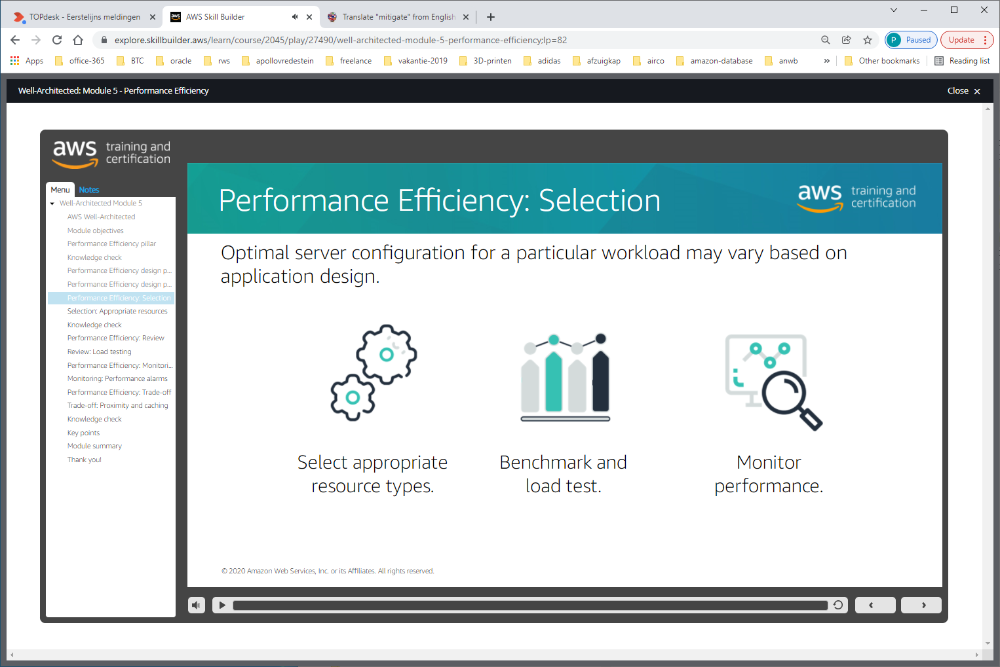 TOPdesk - Eerstelijns meldingen
AWS Skill Builder
Translate "mitigate" from English
explore.skillbuilder.aws/learn/course/2045/play/27490/well-architected-module-5-performance-efficiency;lp=82
P Paused
Update
Apps
office-365
BTC
oracle
rws
apollovredestein
freelance
vakantie-2019
3D-printen
adidas
afzuigkap
airco
amazon-database
anwb
»
Other bookmarks
Reading list
Well-Architected: Module 5 - Performance Efficiency
Close
aws training and
certification
Menu
Notes
Well-Architected Module 5
AWS Well-Architected
Module objectives
Performance Efficiency pillar
Knowledge check
Performance Efficiency design p...
Performance Efficiency design p...
Performance Efficiency: Selection
Selection: Appropriate resources
Knowledge check
Performance Efficiency: Review
Review: Load testing
Performance Efficiency: Monitori...
Monitoring: Performance alarms
Performance Efficiency: Trade-off
Trade-off: Proximity and caching
Knowledge check
Key points
Module summary
Thank you!
Performance Efficiency: Selection
aws training and
certification
Optimal server configuration for a particular workload may vary based on
application design.
Select appropriate
resource types.
Benchmark and
load test.
Monitor
performance.
© 2020 Amazon Web Services, Inc. or its Affiliates. All rights reserved.